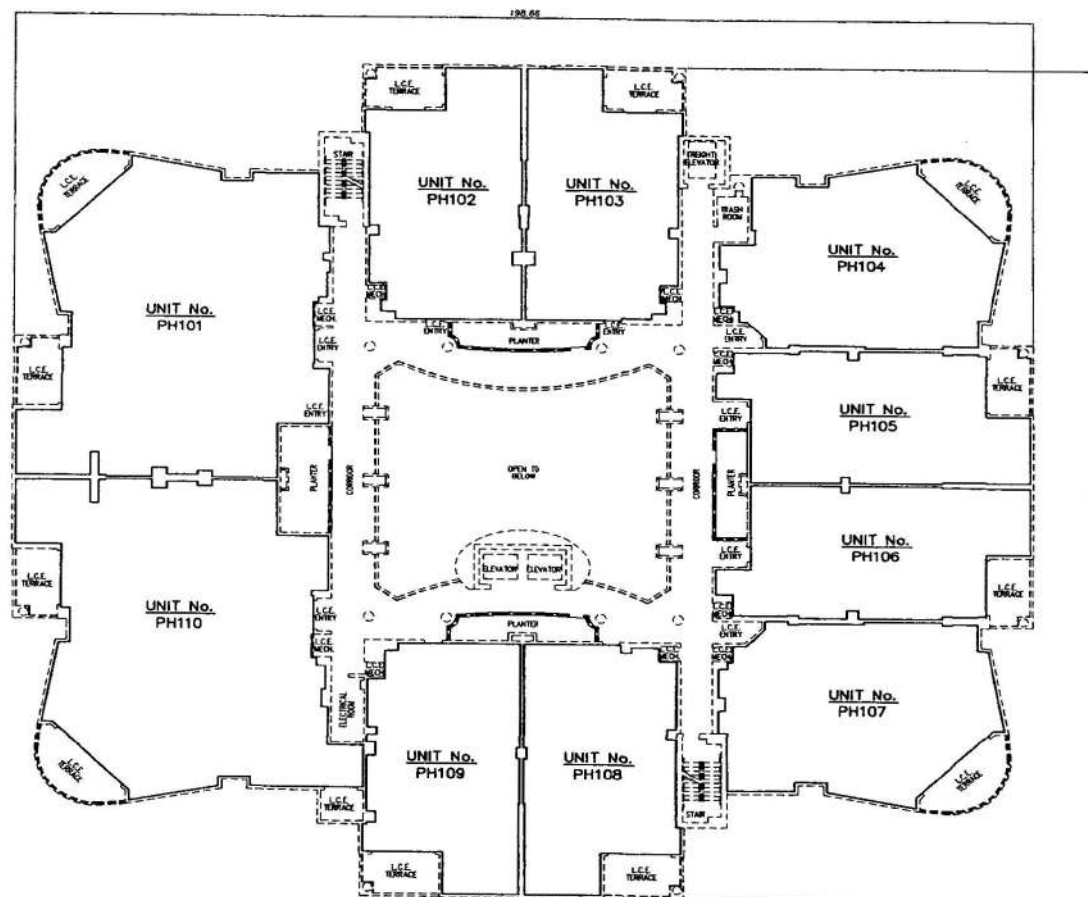 198.66
L.C.E.
TERRACE
L.C.E.
TERRACE
STAIR
FREIGHT
ELEVATOR
L.C.E.
TERRACE
UNIT No.
PH102
UNIT No.
PH103
L.C.E.
TERRACE
TRASH
ROOM
UNIT No.
PH104
L.C.E.
MECH.
L.C.E.
MECH.
UNIT No.
PH101
L.C.E.
MECH.
L.C.E.
MECH.
L.C.E.
ENTRY
L.C.E.
ENTRY
L.C.E.
ENTRY
PLANTER
L.C.E.
ENTRY
L.C.E.
MECH.
L.C.E.
TERRACE
L.C.E.
TERRACE
L.C.E.
ENTRY
L.C.E.
ENTRY
UNIT No.
PH105
PLANTER
CORRIDOR
OPEN TO
BELOW
CORRIDOR
PLANTER
UNIT No.
PH106
L.C.E.
ENTRY
L.C.E.
TERRACE
ELEVATOR
ELEVATOR
L.C.E.
TERRACE
UNIT No.
PH110
L.C.E.
ENTRY
L.C.E.
MECH.
PLANTER
L.C.E.
MECH.
L.C.E.
ENTRY
L.C.E.
MECH.
L.C.E.
MECH.
L.C.E.
MECH.
ELECTRICAL
ROOM
UNIT No.
PH107
UNIT No.
PH109
UNIT No.
PH108
L.C.E.
TERRACE
L.C.E.
TERRACE
L.C.E.
TERRACE
STAIR
L.C.E.
TERRACE
L.C.E.
TERRACE